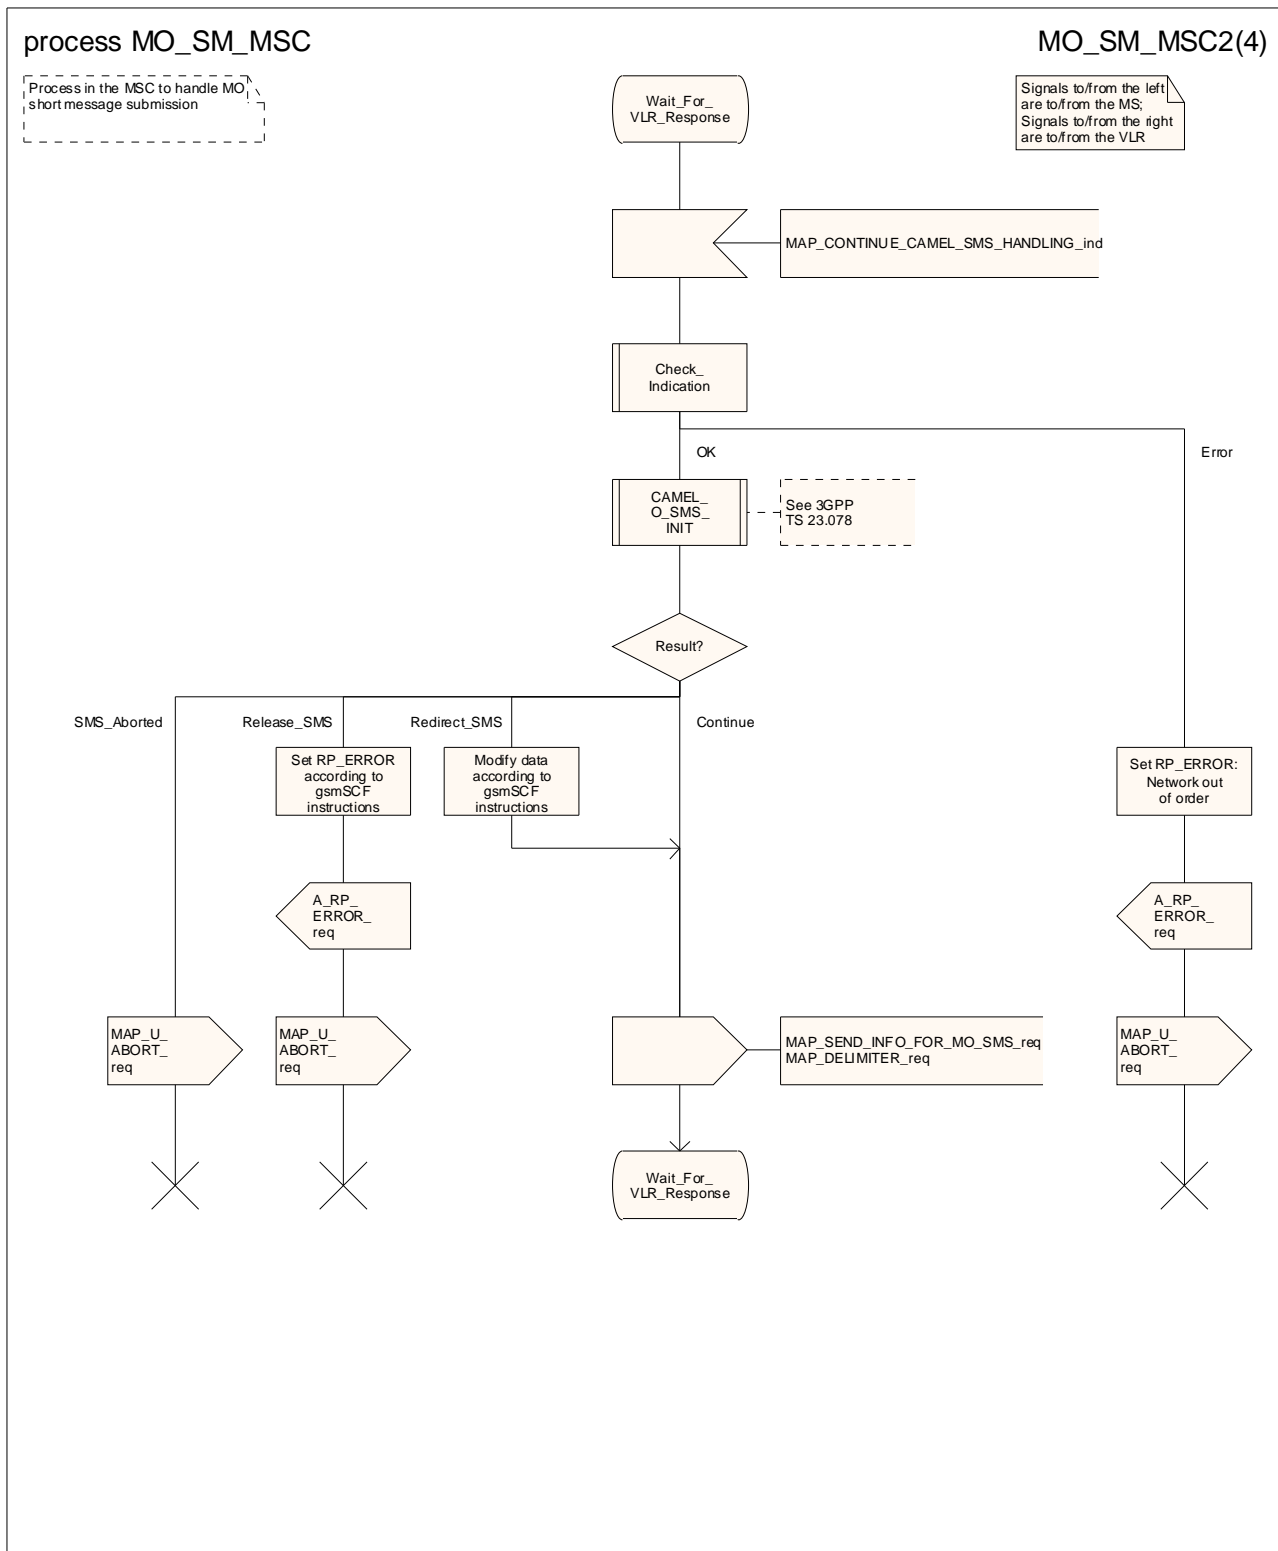 process MO_SM_MSC
MO_SM_MSC2(4)
Process in the MSC to handle MO
short message submission
Wait_For_
VLR_Response
Signals to/from the left
are to/from the MS;
Signals to/from the right
are to/from the VLR
MAP_CONTINUE_CAMEL_SMS_HANDLING_ind
Check_
Indication
OK
Error
CAMEL_
O_SMS_
INIT
See 3GPP
TS 23.078
Result?
SMS_Aborted
Release_SMS
Redirect_SMS
Continue
Set RP_ERROR
according to
gsmSCF
instructions
Modify data
according to
gsmSCF
instructions
Set RP_ERROR:
Network out
of order
A_RP_
ERROR_
req
A_RP_
ERROR_
req
MAP_U_
ABORT_
req
MAP_U_
ABORT_
req
MAP_SEND_INFO_FOR_MO_SMS_req
MAP_DELIMITER_req
MAP_U_
ABORT_
req
Wait_For_
VLR_Response